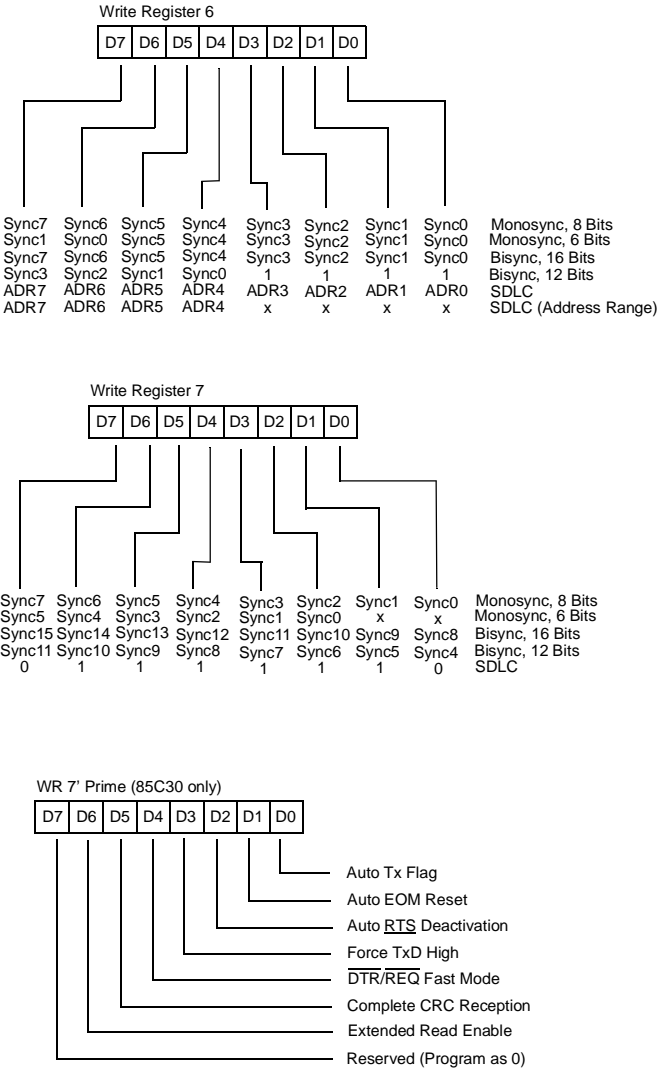 Write Register 6
D7 D6 D5 D4 D3 D2 D1 D0
Sync7 Sync6 Sync5 Sync4 Sync3 Sync2 Sync1 Sync0 Monosync, 8 Bits
Sync1 Sync0 Sync5 Sync4 Sync3 Sync2 Sync1 Sync0 Monosync, 6 Bits
Sync7 Sync6 Sync5 Sync4 Sync3 Sync2 Sync1 Sync0 Bisync, 16 Bits
Sync3 Sync2 Sync1 Sync0 1 1 1 1 Bisync, 12 Bits
ADR7 ADR6 ADR5 ADR4 ADR3 ADR2 ADR1 ADR0 SDLC
ADR7 ADR6 ADR5 ADR4 x x x x SDLC (Address Range)
Write Register 7
D7 D6 D5 D4 D3 D2 D1 D0
Sync7 Sync6 Sync5 Sync4 Sync3 Sync2 Sync1 Sync0 Monosync, 8 Bits
Sync5 Sync4 Sync3 Sync2 Sync1 Sync0 x x Monosync, 6 Bits
Sync15 Sync14 Sync13 Sync12 Sync11 Sync10 Sync9 Sync8 Bisync, 16 Bits
Sync11 Sync10 Sync9 Sync8 Sync7 Sync6 Sync5 Sync4 Bisync, 12 Bits
0 1 1 1 1 1 1 0 SDLC
WR 7' Prime (85C30 only)
D7 D6 D5 D4 D3 D2 D1 D0
Auto Tx Flag
Auto EOM Reset
Auto RTS Deactivation
Force TxD High
DTR/REQ Fast Mode
Complete CRC Reception
Extended Read Enable
Reserved (Program as 0)